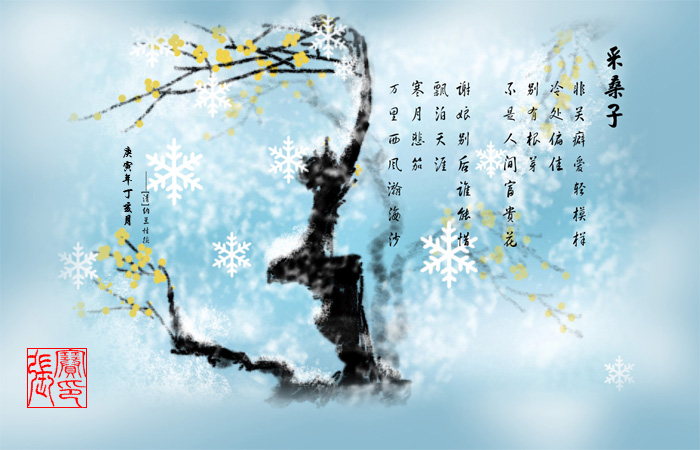 采桑子
非关癖爱轻模样
冷处偏佳
别有根芽
不是人间富贵花
谢娘别后谁能惜
飘泊天涯
寒月悲笳
万里西风瀚海沙
——[清]纳兰性德
庚寅年丁亥月